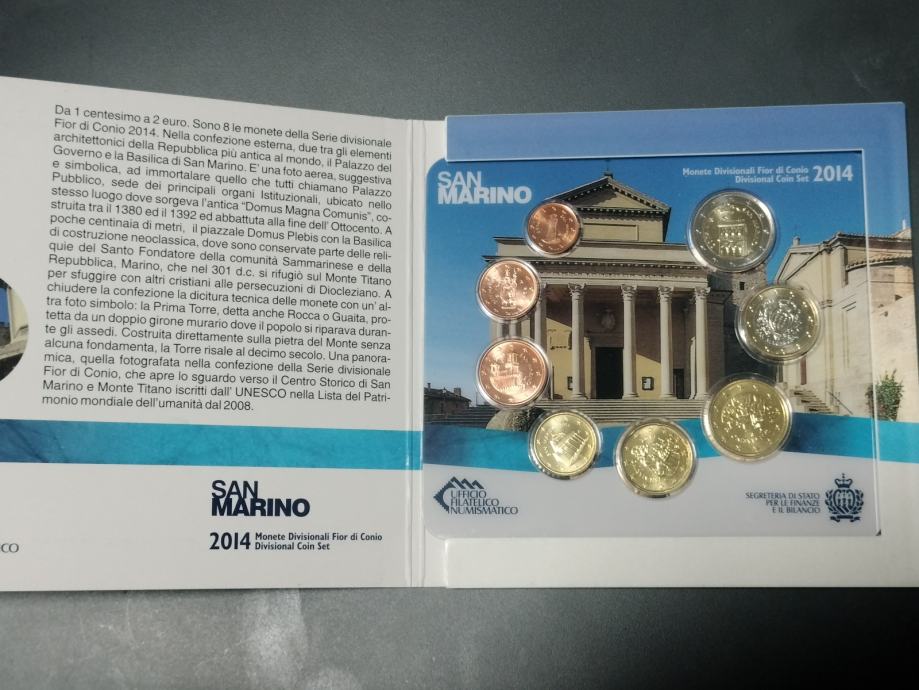 Da 1 centesimo a 2 euro. Sono 8 le monete della Serie divisionale
Fior di Conio 2014. Nella confezione esterna, due tra gli elementi
architettonici della Repubblica più antica al mondo, il Palazzo del
Governo e la Basilica di San Marino. E' una foto aerea, suggestiva
e simbolica, ad immortalare quello che tutti chiamano Palazzo
Pubblico, sede dei principali organi Istituzionali, ubicato nello
stesso luogo dove sorgeva l'antica "Domus Magna Comunis", co-
struita tra il 1380 ed il 1392 ed abbattuta alla fine dell' Ottocento. A
poche centinaia di metri, il piazzale Domus Plebis con la Basilica
di costruzione neoclassica, dove sono conservate parte delle reli-
quie del Santo Fondatore della comunità Sammarinese e della
Repubblica, Marino, che nel 301 d.c. si rifugiò sul Monte Titano
per sfuggire con altri cristiani alle persecuzioni di Diocleziano. A
chiudere la confezione la dicitura tecnica delle monete con un'al-
tra foto simbolo: la Prima Torre, detta anche Rocca o Guaita, pro-
tetta da un doppio girone murario dove il popolo si riparava duran-
te gli assedi. Costruita direttamente sulla pietra del Monte senza
alcuna fondamenta, la Torre risale al decimo secolo. Una panora-
mica, quella fotografata nella confezione della Serie divisionale
Fior di Conio, che apre lo sguardo verso il Centro Storico di San
Marino e Monte Titano iscritti dall' UNESCO nella Lista del Patri-
monio mondiale dell'umanità dal 2008.
SAN
MARINO
2014 Monete Divisionali Fior di Conio
Divisional Coin Set
ICO
SAN
MARINO
Monete Divisionali Fior di Conio 2014
Divisional Coin Set
UFFICIO
FILATELICO
NUMISMATICO
SEGRETERIA DI STATO
PER LE FINANZE
E IL BILANCIO